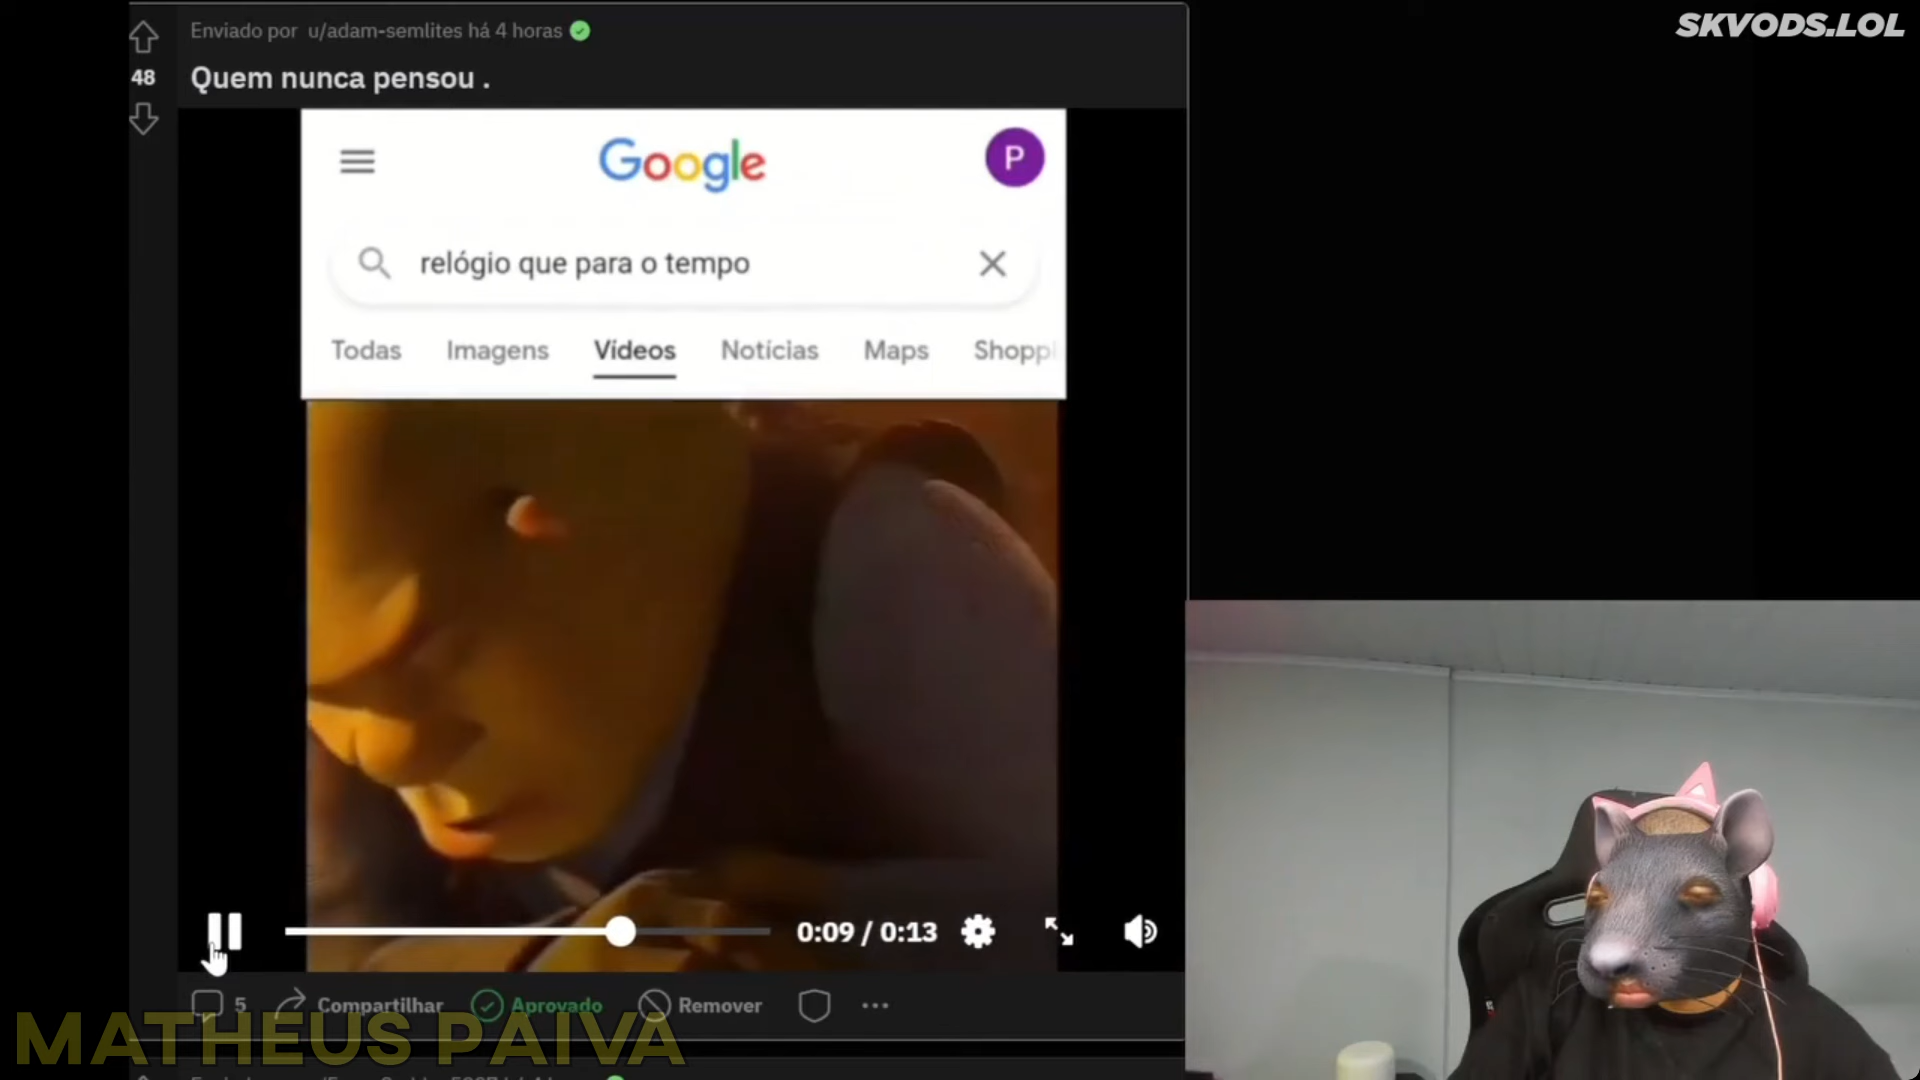 SKVODS.LOL
Enviado por u/adam-semlites há 4 horas
48
Quem nunca pensou .
Google
P
relógio que para o tempo
Todas Imagens Vídeos Notícias Maps Shoppi
0:09 / 0:13
5 Compartilhar Aprovado Remover
MATHEUS PAIVA